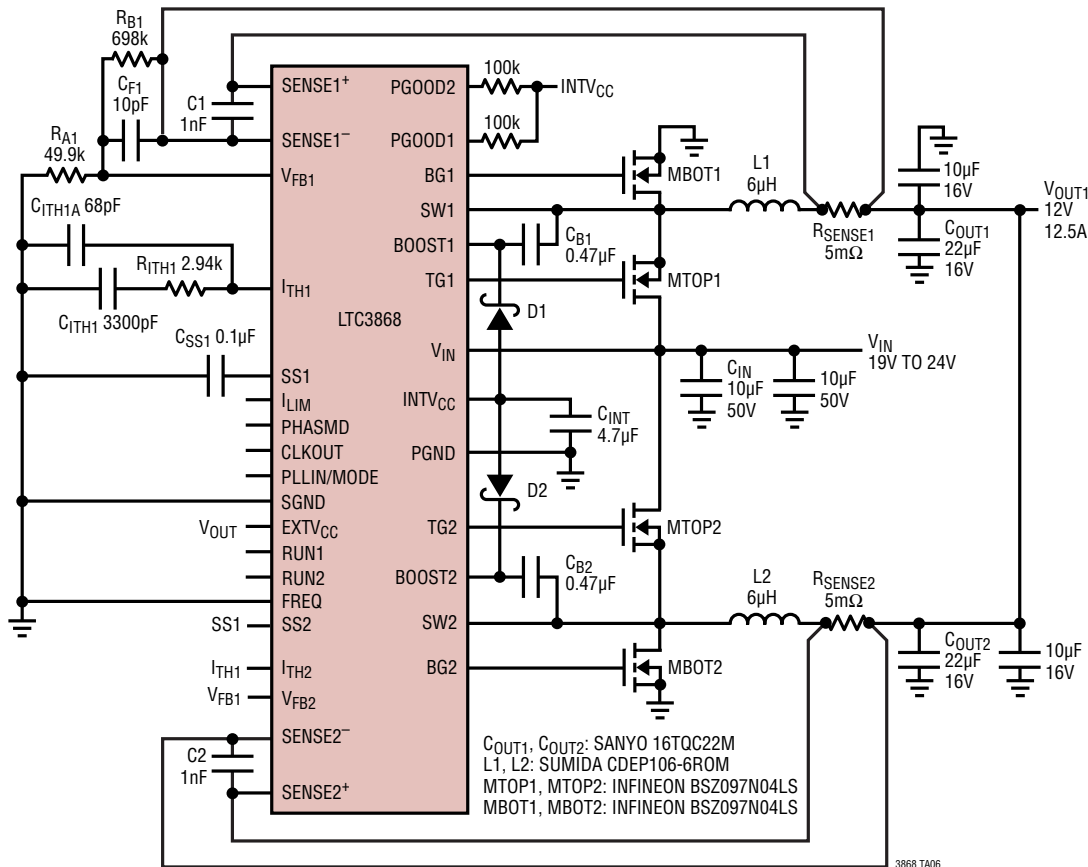 RB1
698k
CF1
10pF
RA1
49.9k
C1
1nF
CITH1A 68pF
RITH1 2.94k
CITH1 3300pF
CSS1 0.1µF
VOUT
SS1
ITH1
VFB1
C2
1nF
SENSE1+
SENSE1–
VFB1
ITH1
SS1
ILIM
PHASMD
CLKOUT
PLLIN/MODE
SGND
EXTVCC
RUN1
RUN2
FREQ
SS2
ITH2
VFB2
SENSE2–
SENSE2+
LTC3868
PGOOD2
PGOOD1
BG1
SW1
BOOST1
TG1
VIN
INTVCC
PGND
TG2
BOOST2
SW2
BG2
100k
INTVCC
100k
MBOT1
L1
6µH
CB1
0.47µF
MTOP1
D1
RSENSE1
5mΩ
10µF
16V
COUT1
22µF
16V
VOUT1
12V
12.5A
VIN
19V TO 24V
CIN
10µF
50V
10µF
50V
CINT
4.7µF
D2
MTOP2
CB2
0.47µF
L2
6µH
RSENSE2
5mΩ
MBOT2
COUT2
22µF
16V
10µF
16V
COUT1, COUT2: SANYO 16TQC22M
L1, L2: SUMIDA CDEP106-6ROM
MTOP1, MTOP2: INFINEON BSZ097N04LS
MBOT1, MBOT2: INFINEON BSZ097N04LS
3868 TA06